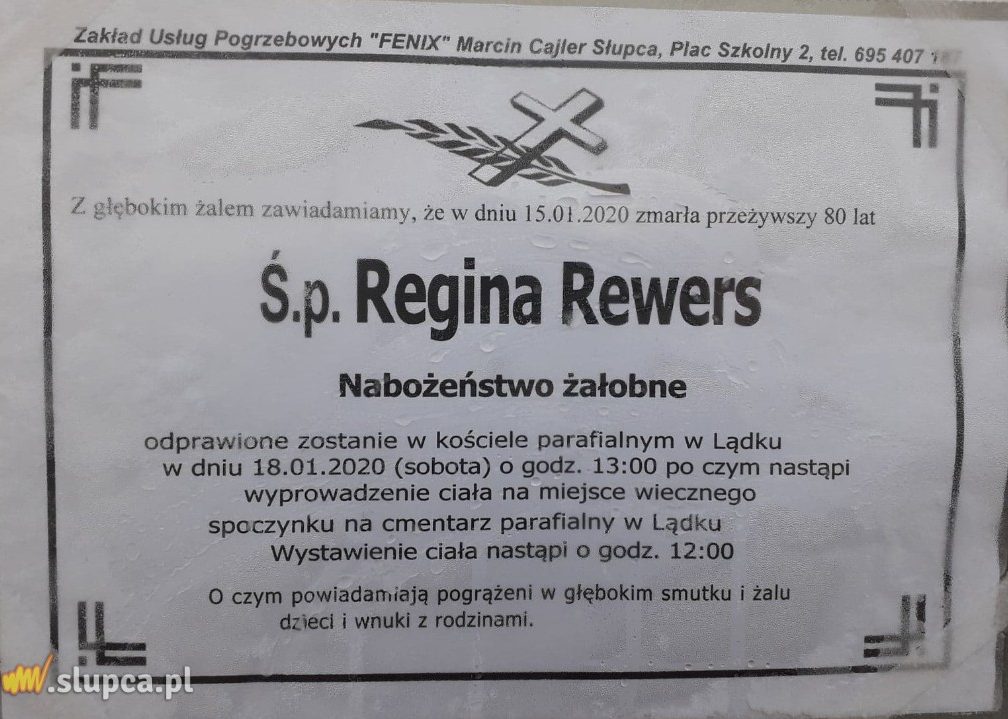 Zakład Usług Pogrzebowych "FENIX" Marcin Cajler Słupca, Plac Szkolny 2, tel. 695 407
Z głębokim żalem zawiadamiamy, że w dniu 15.01.2020 zmarła przeżywszy 80 lat
Ś.p. Regina Rewers
Nabożeństwo żałobne
odprawione zostanie w kościele parafialnym w Lądku
w dniu 18.01.2020 (sobota) o godz. 13:00 po czym nastąpi
wyprowadzenie ciała na miejsce wiecznego
spoczynku na cmentarz parafialny w Lądku
Wystawienie ciała nastąpi o godz. 12:00
O czym powiadamiają pogrążeni w głębokim smutku i żalu
dzieci i wnuki z rodzinami.
.slupca.pl